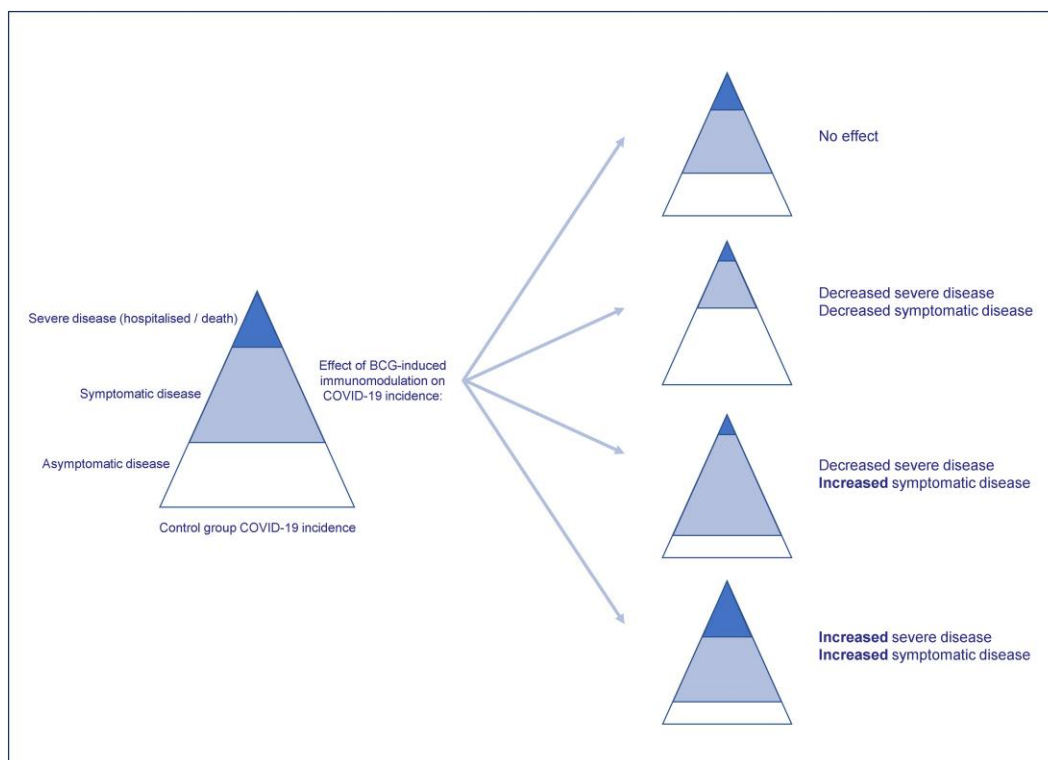 Severe disease (hospitalised / death)
Symptomatic disease
Asymptomatic disease
Control group COVID-19 incidence
Effect of BCG-induced
immunomodulation on
COVID-19 incidence:
No effect
Decreased severe disease
Decreased symptomatic disease
Decreased severe disease
Increased symptomatic disease
Increased severe disease
Increased symptomatic disease